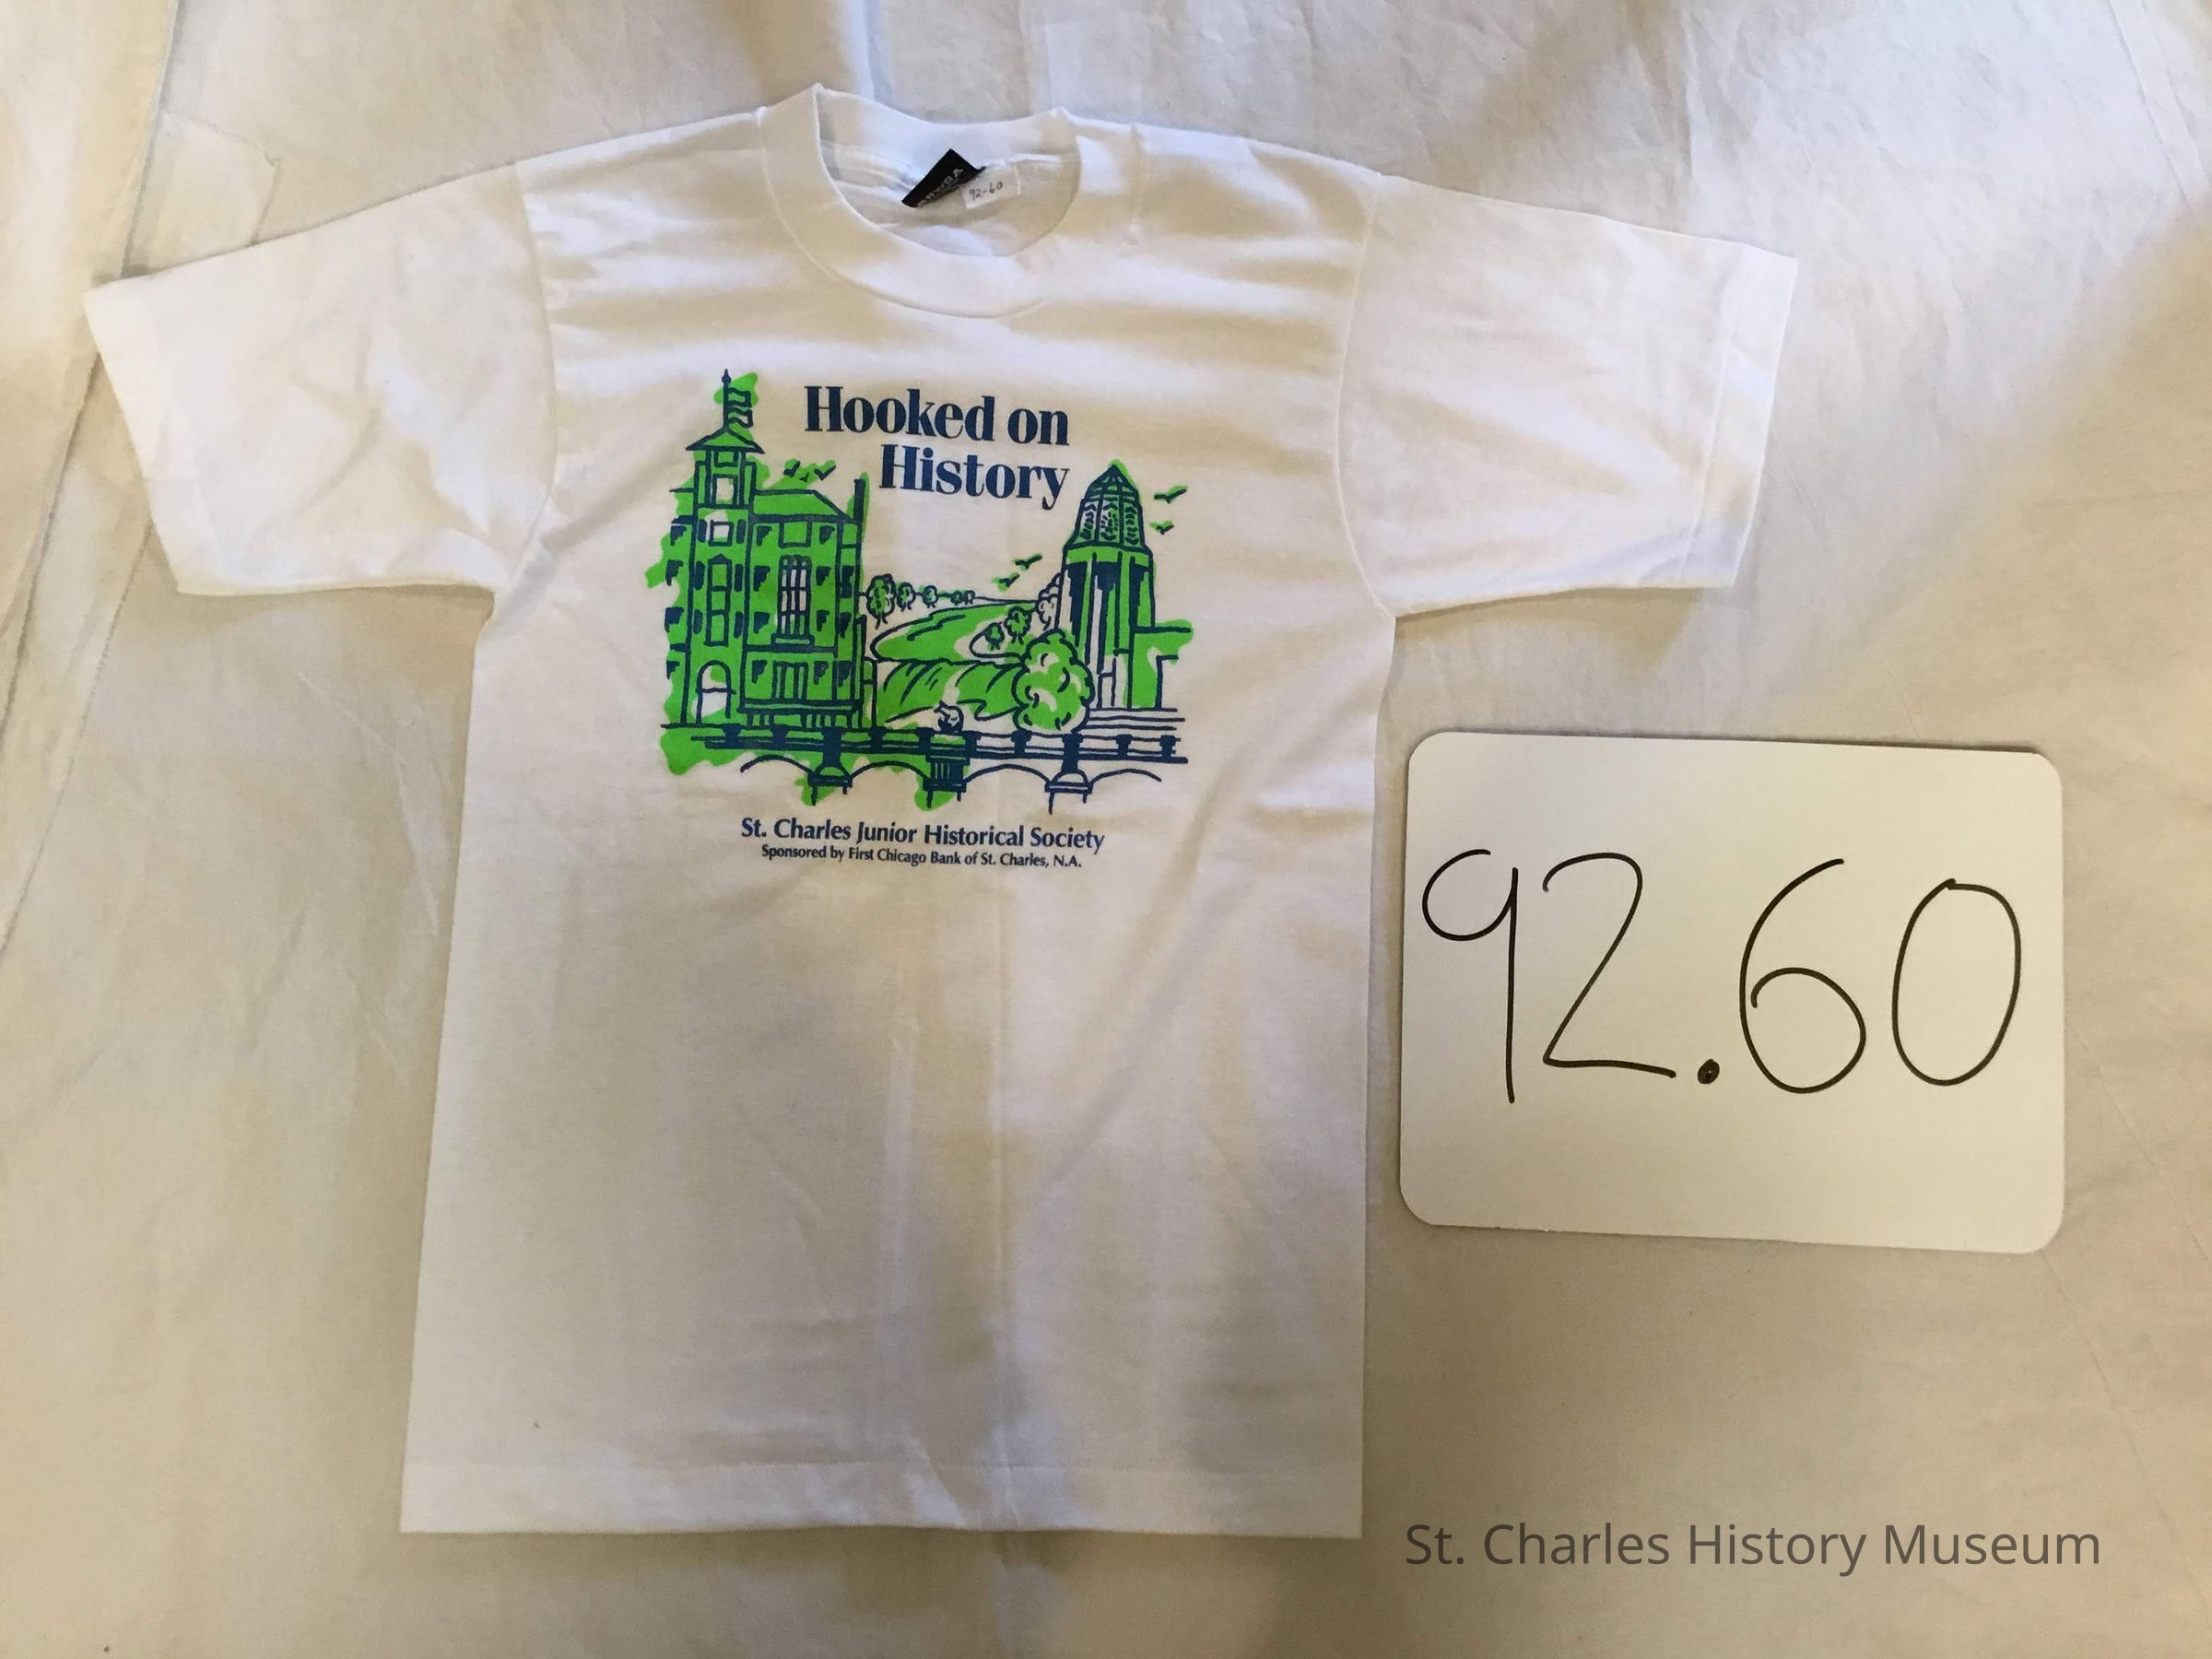 92-60
Hooked on
History
St. Charles Junior Historical Society
Sponsored by First Chicago Bank of St. Charles, N.A.
92.60
St. Charles History Museum